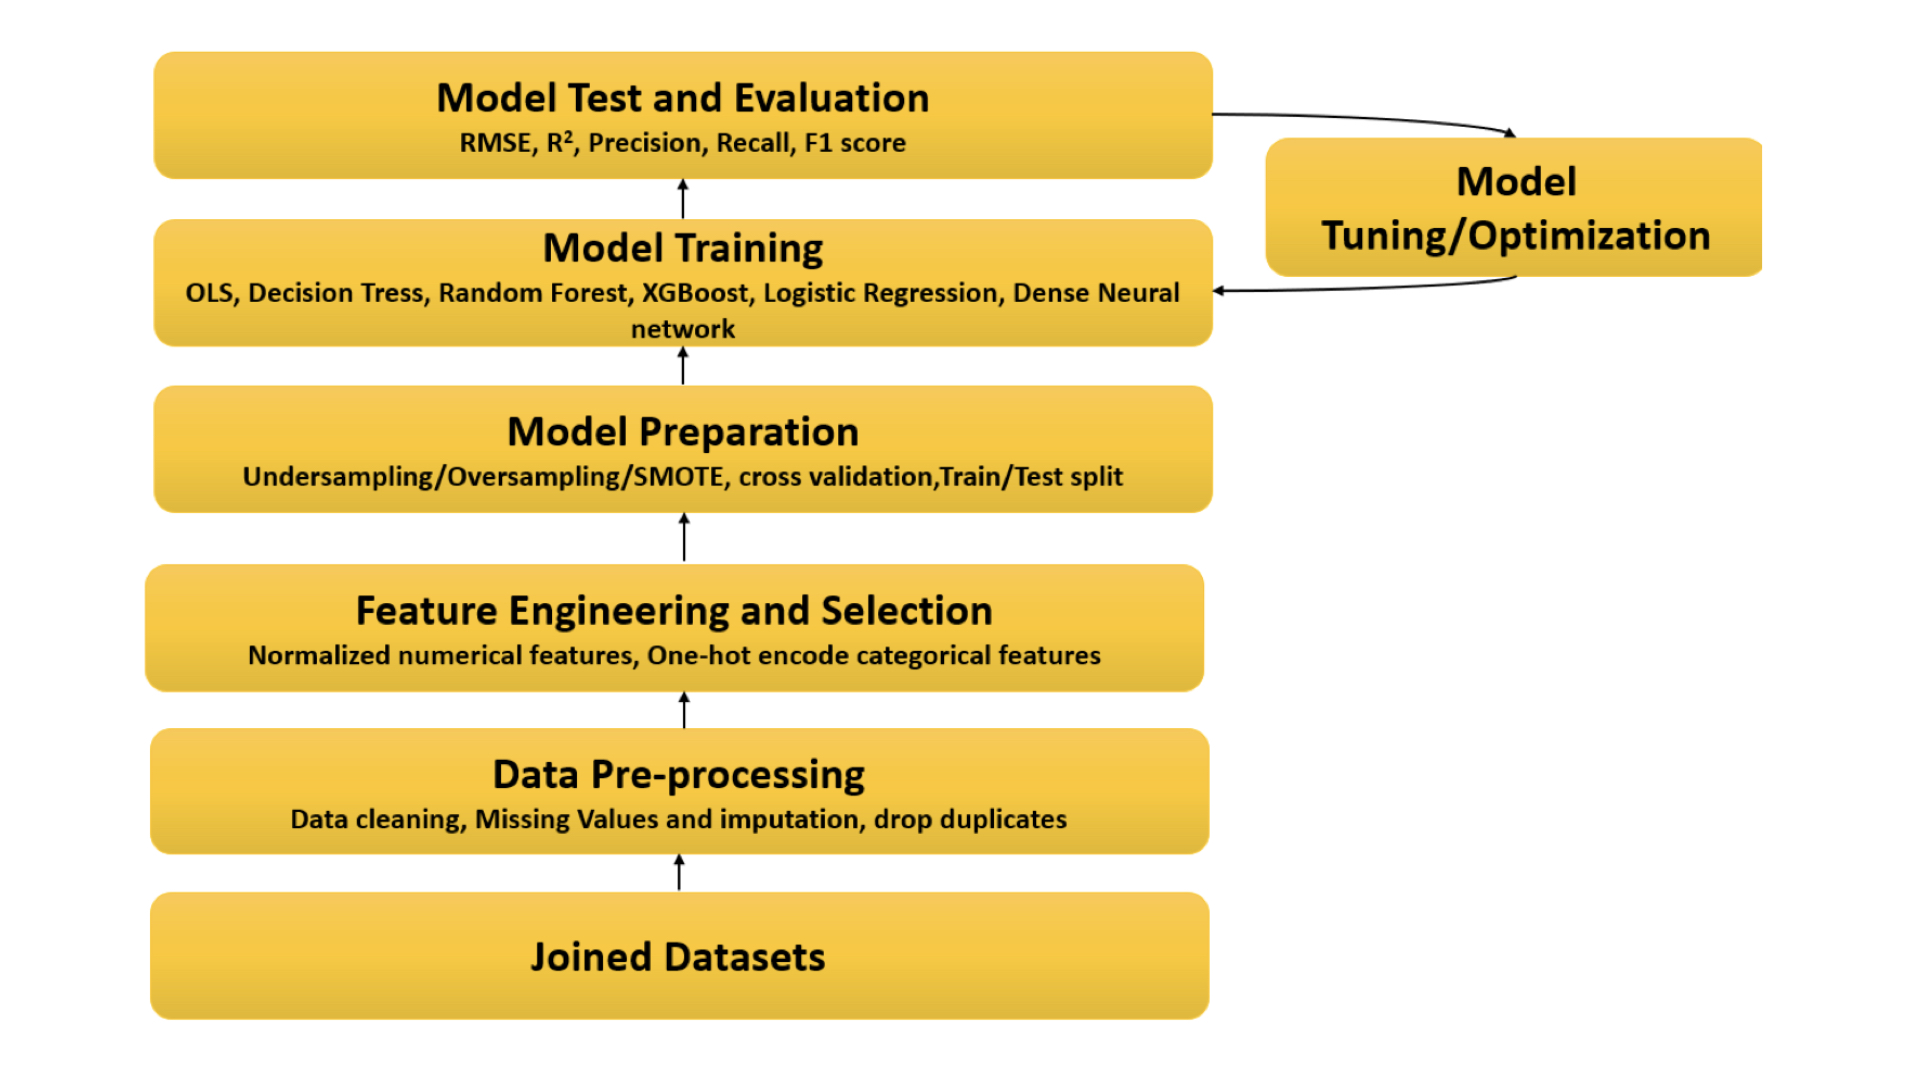 Model Test and Evaluation
RMSE, R², Precision, Recall, F1 score
Model
Tuning/Optimization
Model Training
OLS, Decision Tress, Random Forest, XGBoost, Logistic Regression, Dense Neural
network
Model Preparation
Undersampling/Oversampling/SMOTE, cross validation,Train/Test split
Feature Engineering and Selection
Normalized numerical features, One-hot encode categorical features
Data Pre-processing
Data cleaning, Missing Values and imputation, drop duplicates
Joined Datasets